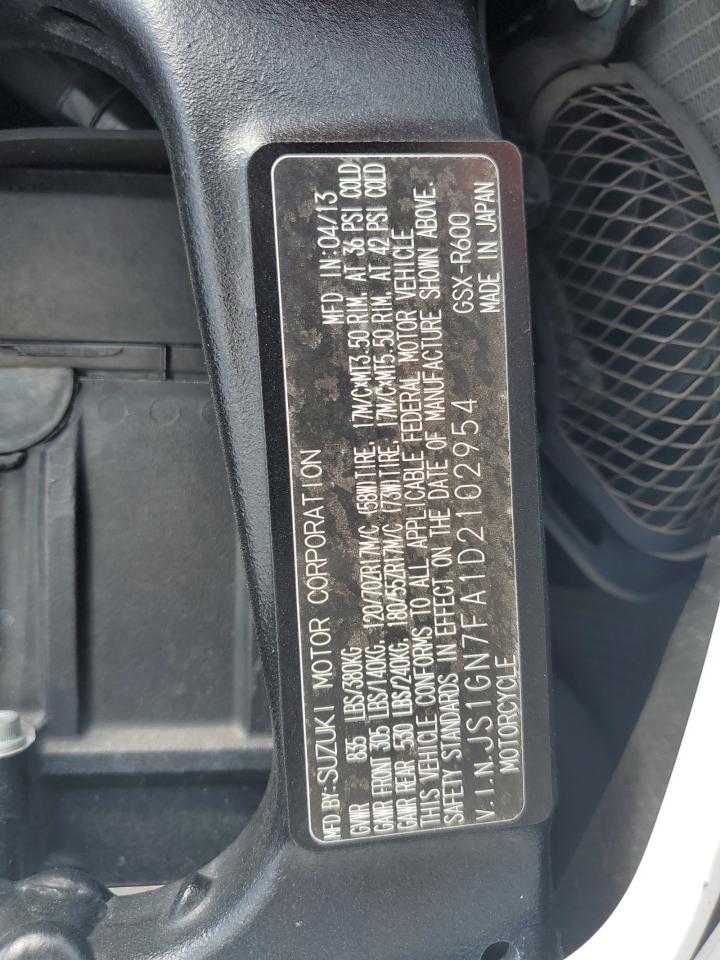 MFD BY:SUZUKI MOTOR CORPORATION MFD IN:04/13
GVWR 835 LBS/380KG
GAWR FRONT 305 LBS/140KG, 120/70ZR17M/C (58W)TIRE, 17M/C×MT3.50 RIM, AT 36 PSI COLD
GAWR REAR 530 LBS/240KG, 180/55ZR17M/C (73W)TIRE, 17M/C×MT5.50 RIM, AT 42 PSI COLD
THIS VEHICLE CONFORMS TO ALL APPLICABLE FEDERAL MOTOR VEHICLE
SAFETY STANDARDS IN EFFECT ON THE DATE OF MANUFACTURE SHOWN ABOVE.
V.I.N.JS1GN7FA1D2102954 GSX-R600
MOTORCYCLE MADE IN JAPAN